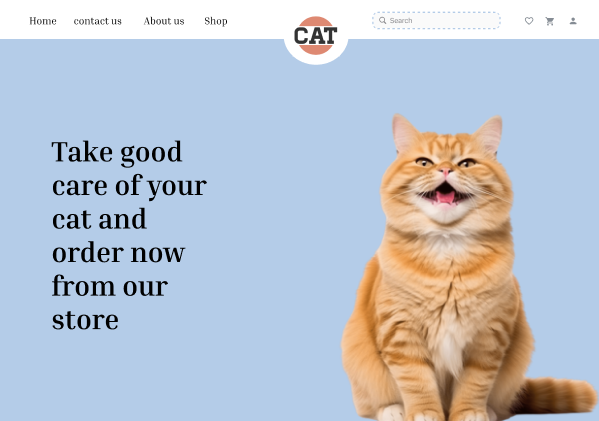 Home
contact us
About us
Shop
CAT
Search
Take good
care of your
cat and
order now
from our
store